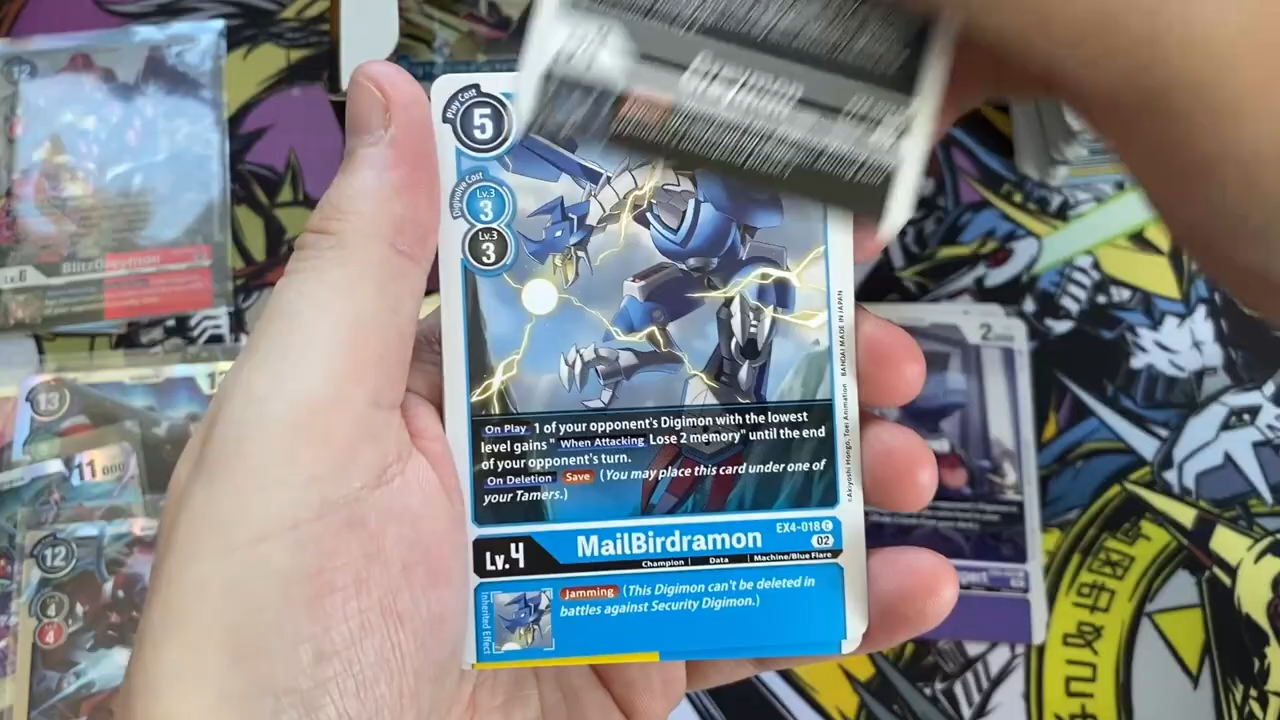 Play Cost
5
Digivolve Cost
Lv.3
3
Lv.3
3
On Play 1 of your opponent's Digimon with the lowest
level gains " When Attacking Lose 2 memory" until the end
of your opponent's turn.
On Deletion Save (You may place this card under one of
your Tamers.)
©Akiyoshi Hongo, Toei Animation BANDAI MADE IN JAPAN
EX4-018 C
02
Lv.4
MailBirdramon
Champion | Data | Machine/Blue Flare
Inherited Effect
Jamming (This Digimon can't be deleted in
battles against Security Digimon.)
12
Lv.6
13
11000
12
4
4
2